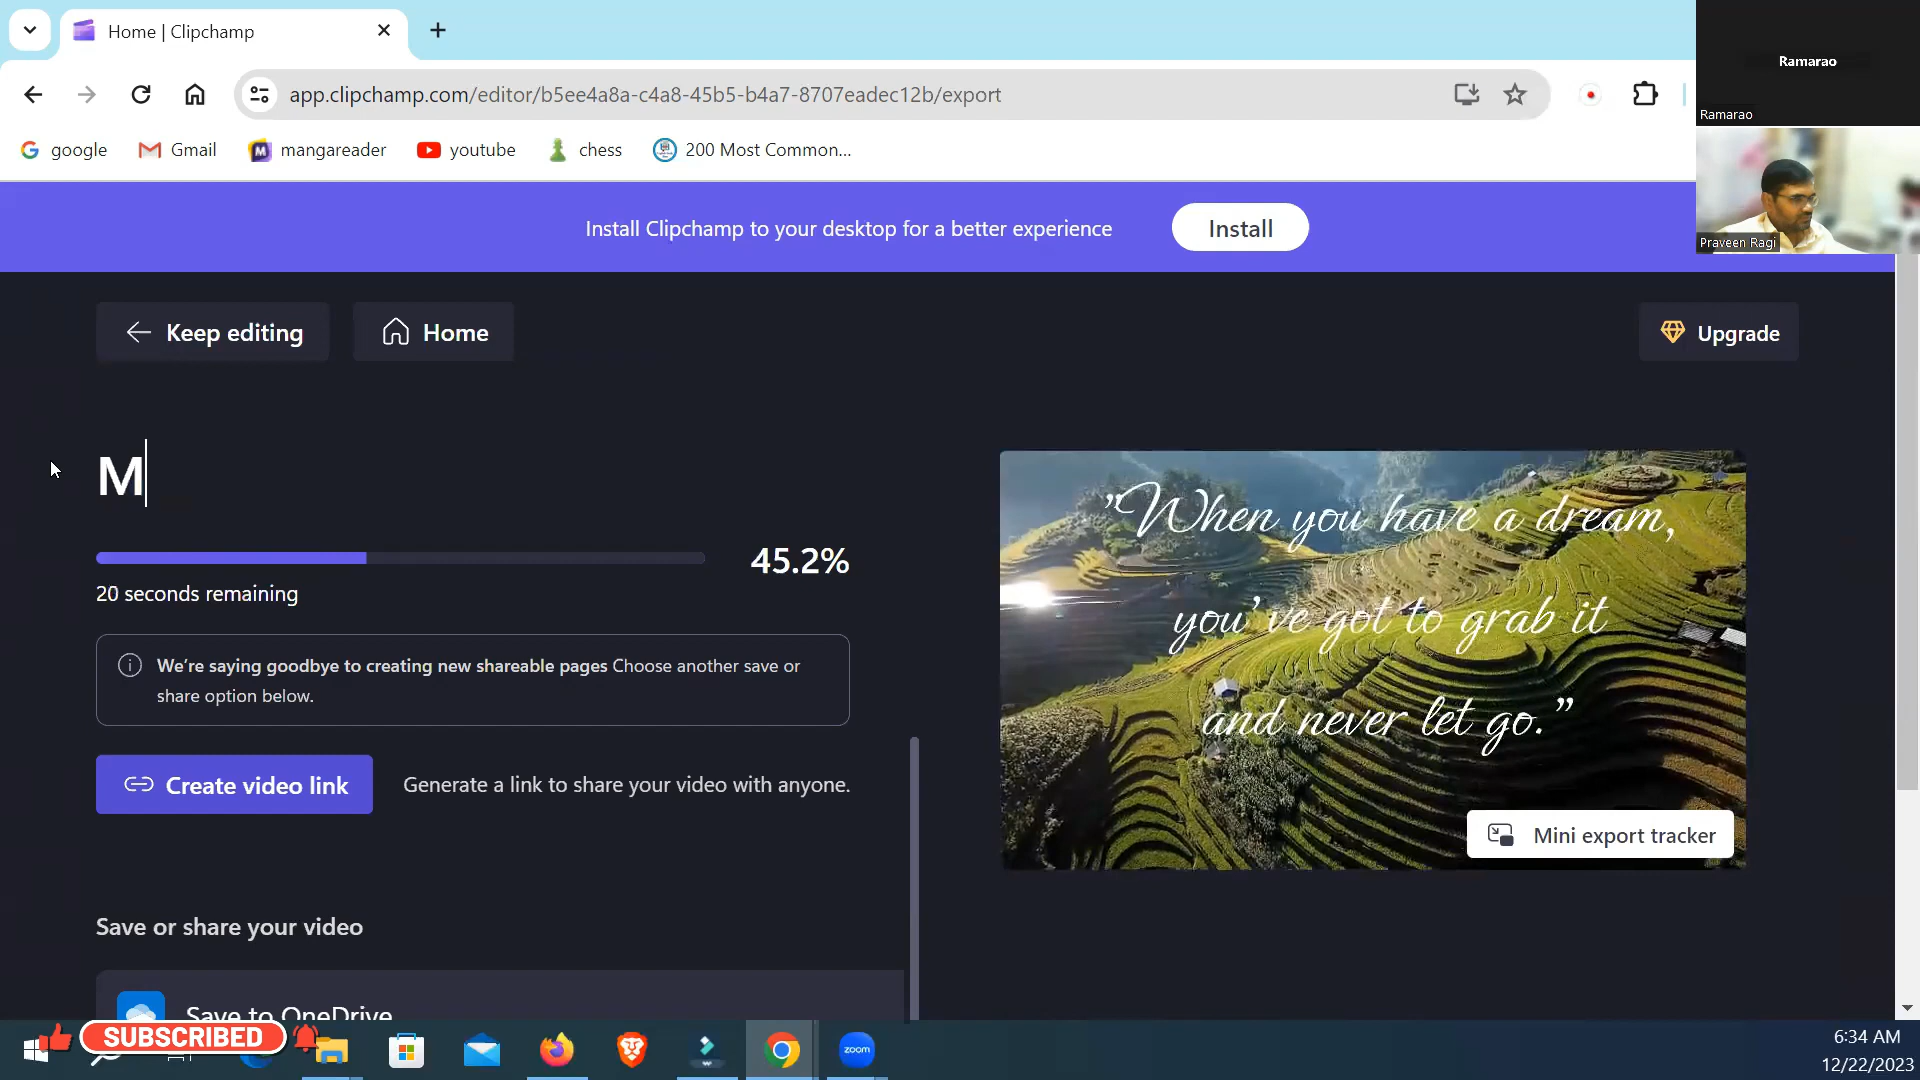 Home | Clipchamp
app.clipchamp.com/editor/b5ee4a8a-c4a8-45b5-b4a7-8707eadec12b/export
google
Gmail
mangareader
youtube
chess
200 Most Common...
Ramarao
Ramarao
Praveen Ragi
Install Clipchamp to your desktop for a better experience
Install
Keep editing
Home
Upgrade
M
45.2%
20 seconds remaining
We're saying goodbye to creating new shareable pages Choose another save or
share option below.
Create video link
Generate a link to share your video with anyone.
"When you have a dream,
you've got to grab it
and never let go."
Mini export tracker
Save or share your video
Save to OneDrive
SUBSCRIBED
zoom
6:34 AM
12/22/2023